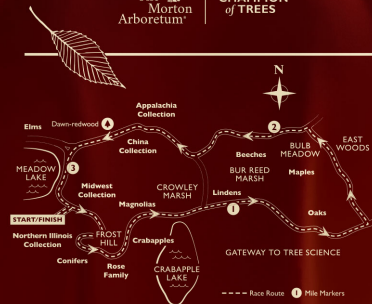 The
Morton
Arboretum®
CHAMPION
of TREES
N
Appalachia
Collection
Elms
Dawn-redwood
2
EAST
WOODS
China
Collection
Beeches
BULB
MEADOW
3
MEADOW
LAKE
BUR REED
MARSH
Maples
Midwest
Collection
CROWLEY
MARSH
Lindens
Magnolias
1
Oaks
START/FINISH
Northern Illinois
Collection
FROST
HILL
Crabapples
Conifers
Rose
Family
CRABAPPLE
LAKE
GATEWAY TO TREE SCIENCE
Race Route
1 Mile Markers